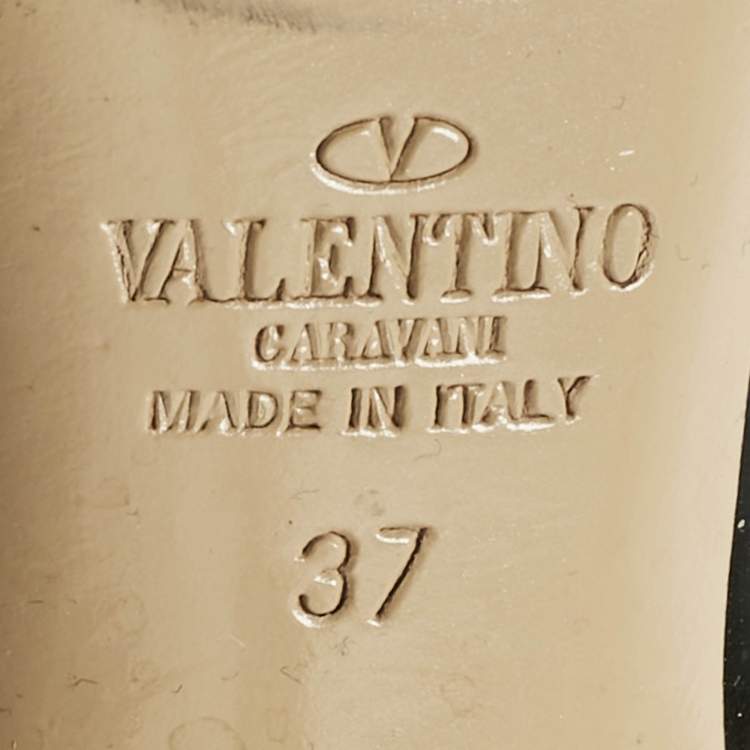 V
VALENTINO
GARAVANI
MADE IN ITALY
37